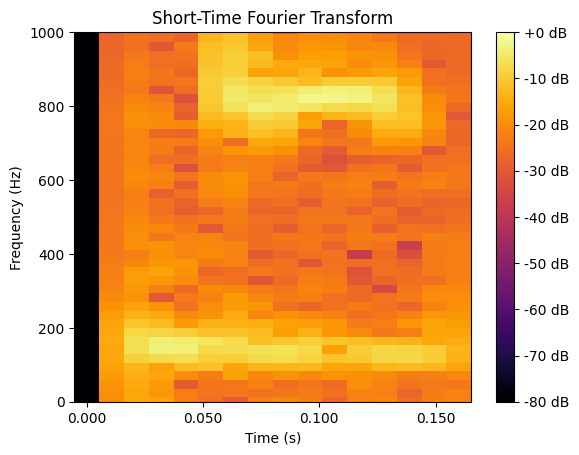 Short-Time Fourier Transform
1000
800
600
400
200
0
Frequency (Hz)
0.000
0.050
0.100
0.150
Time (s)
+0 dB
-10 dB
-20 dB
-30 dB
-40 dB
-50 dB
-60 dB
-70 dB
-80 dB